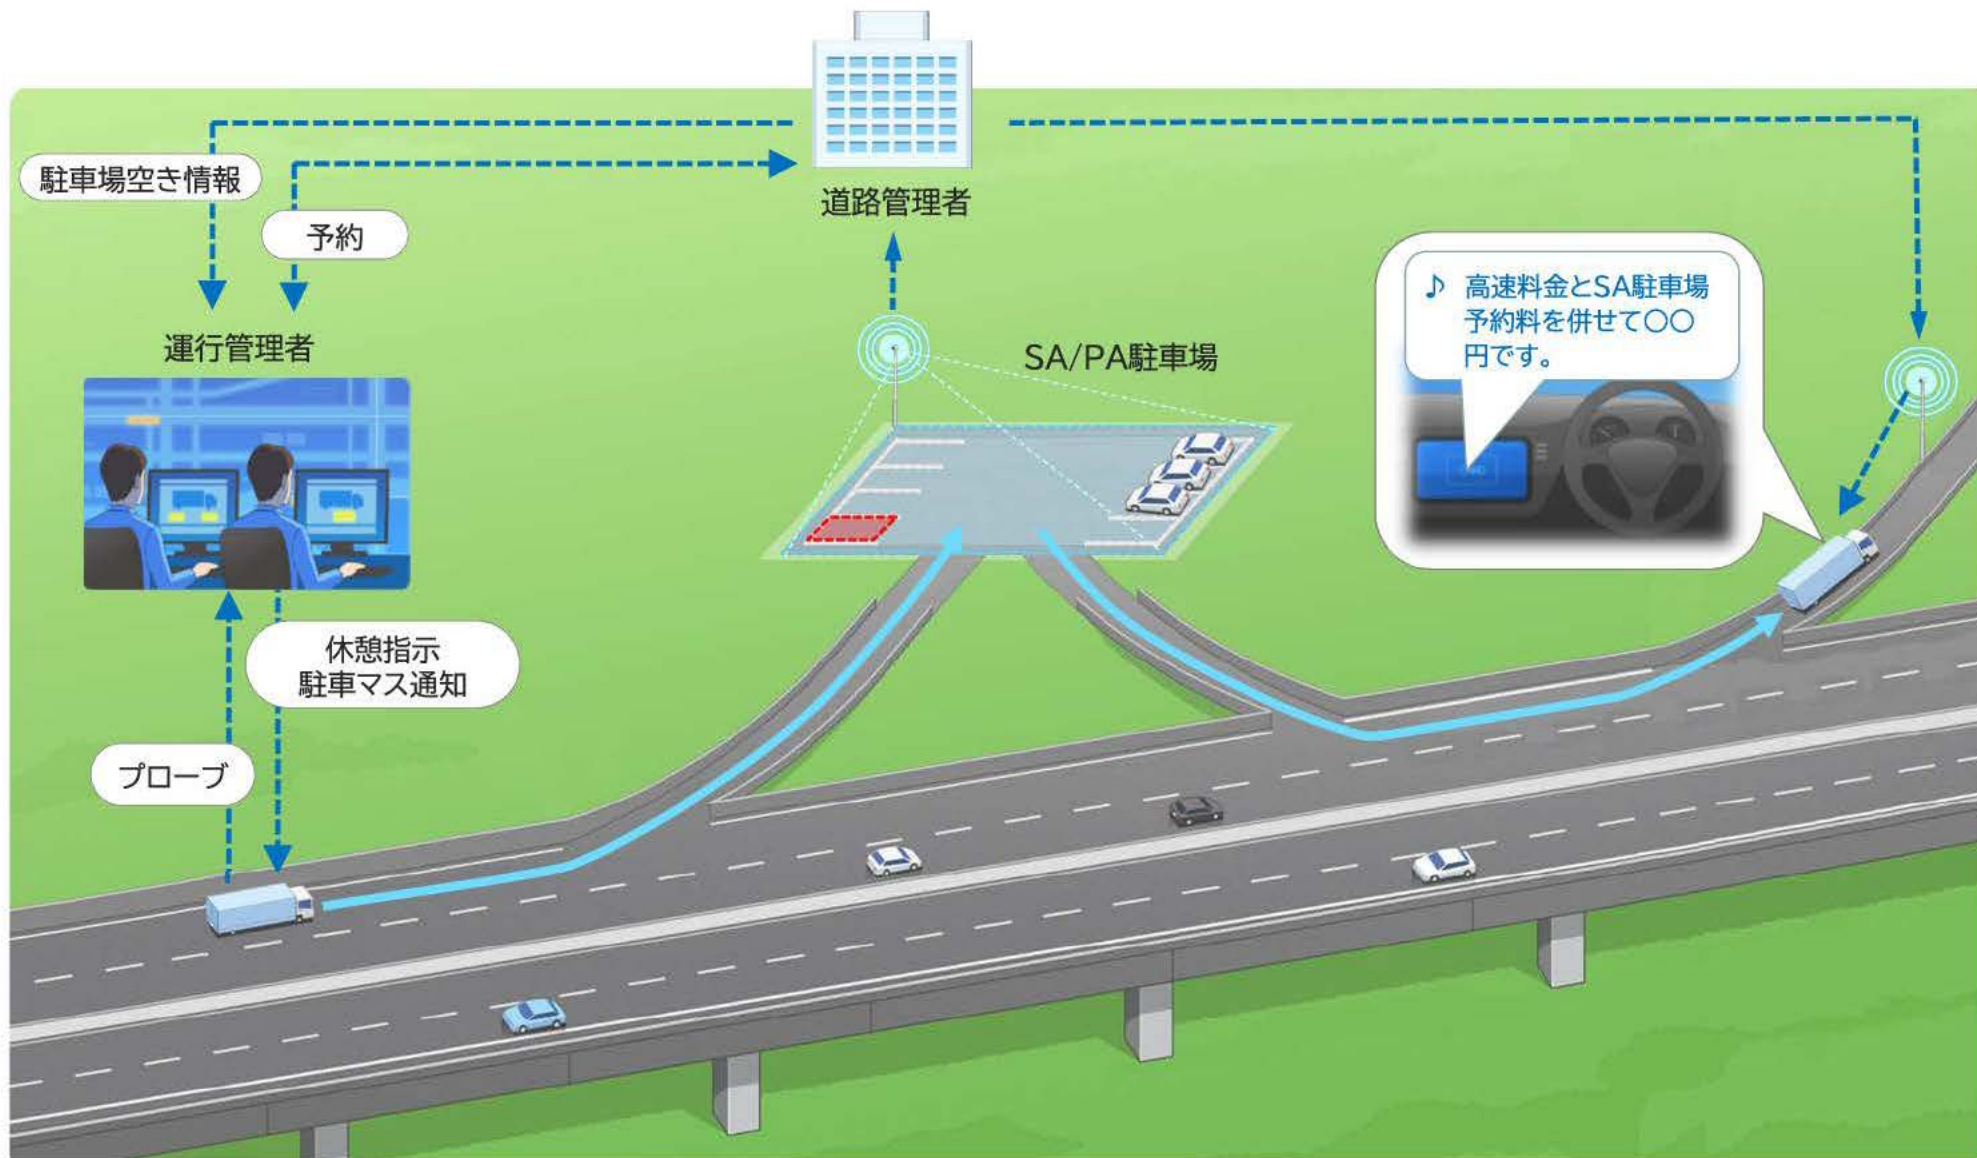 道路管理者
駐車場空き情報
予約
運行管理者
SA/PA駐車場
♪ 高速料金とSA駐車場
予約料を併せて〇〇
円です。
休憩指示
駐車マス通知
プローブ